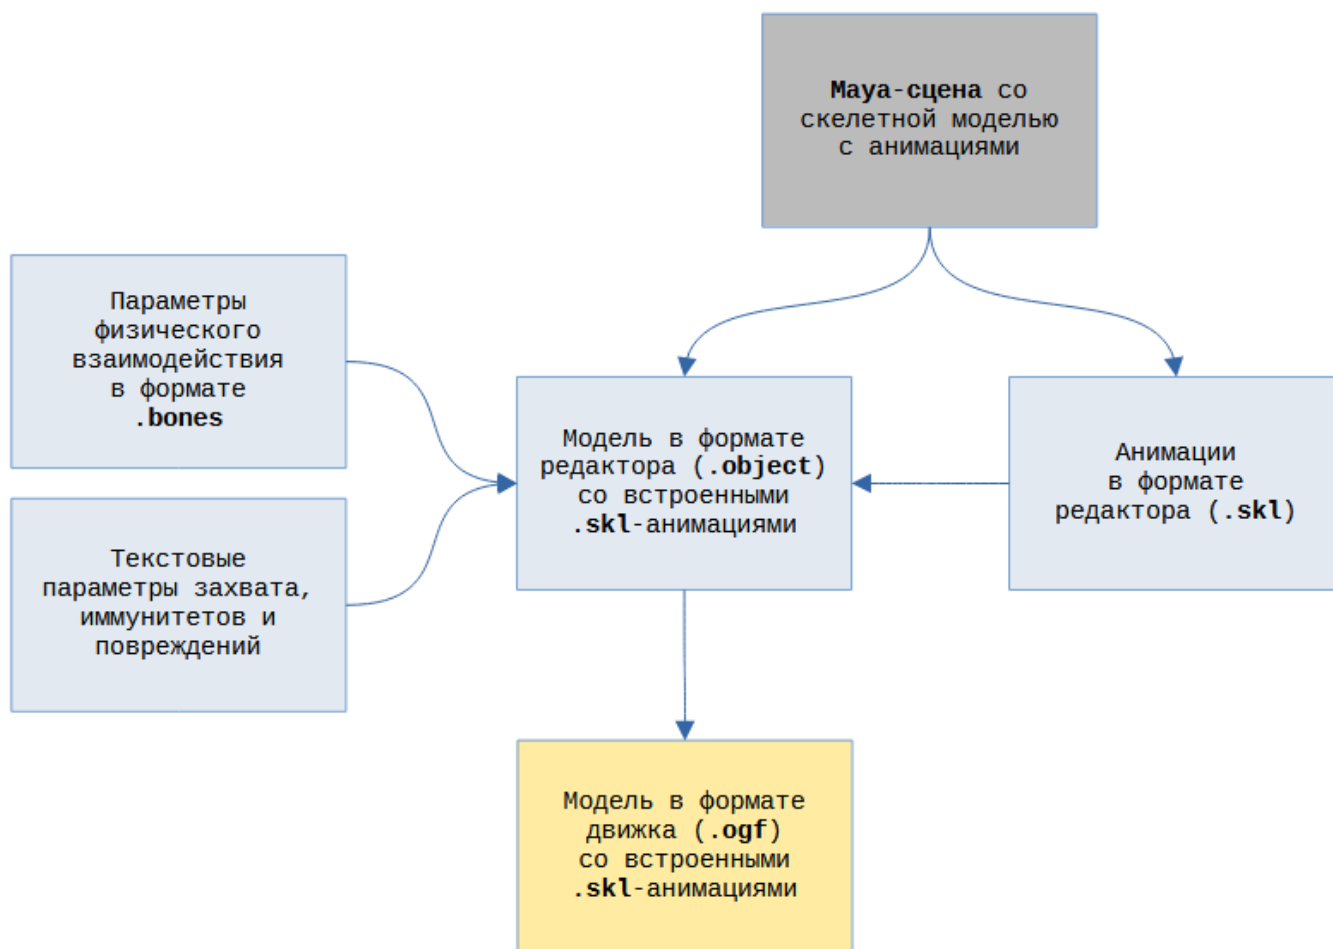 Maya-сцена со
скелетной моделью
с анимациями
Параметры
физического
взаимодействия
в формате
.bones
Модель в формате
редактора (.object)
со встроенными
.skl-анимациями
Анимации
в формате
редактора (.skl)
Текстовые
параметры захвата,
иммунитетов и
повреждений
Модель в формате
движка (.ogf)
со встроенными
.skl-анимациями